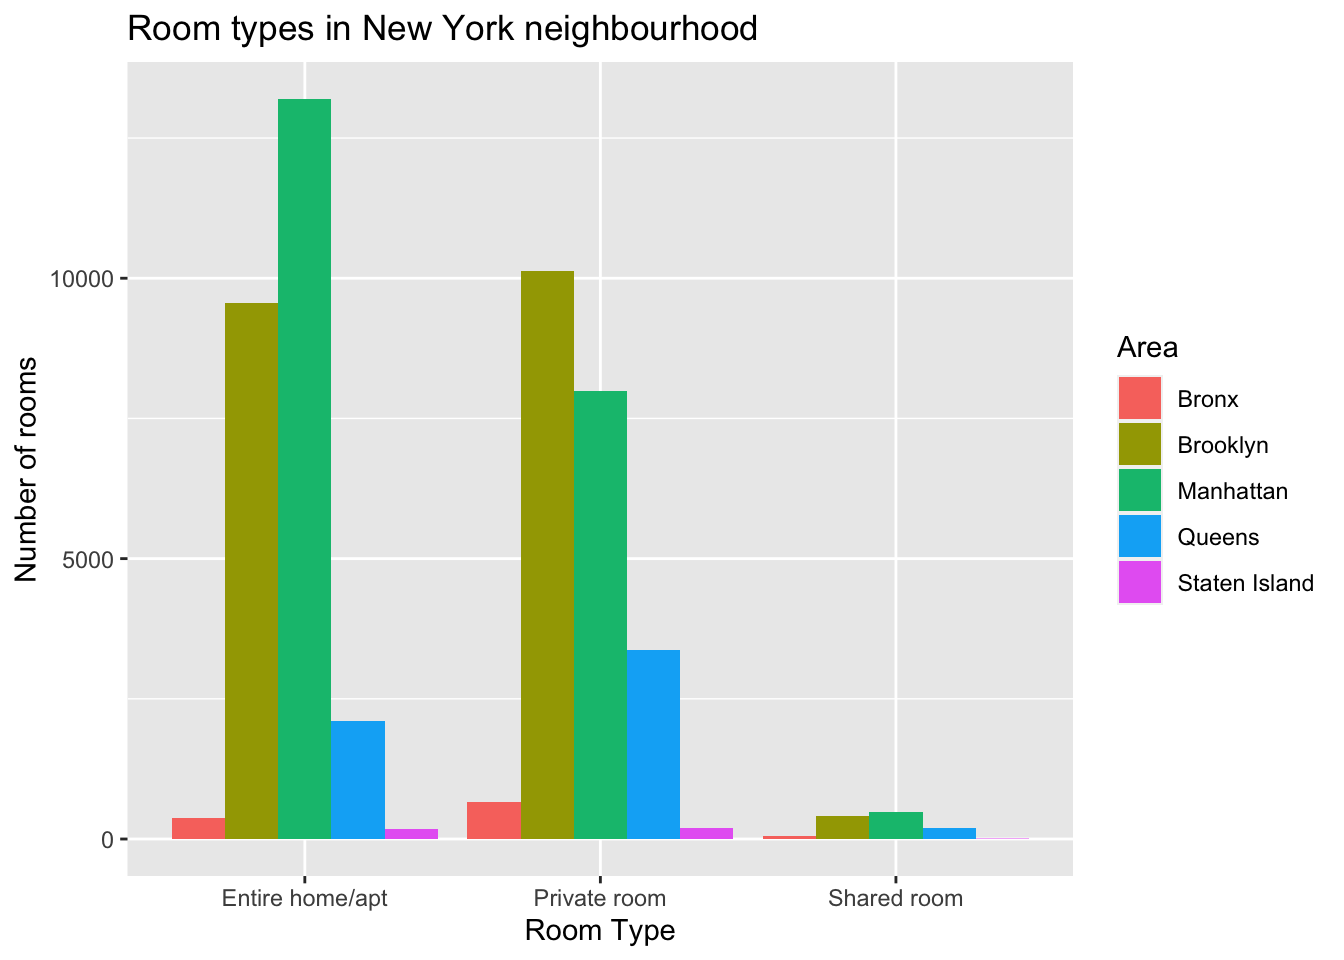 Room types in New York neighbourhood
Number of rooms
10000
5000
0
Entire home/apt
Private room
Shared room
Room Type
Area
Bronx
Brooklyn
Manhattan
Queens
Staten Island